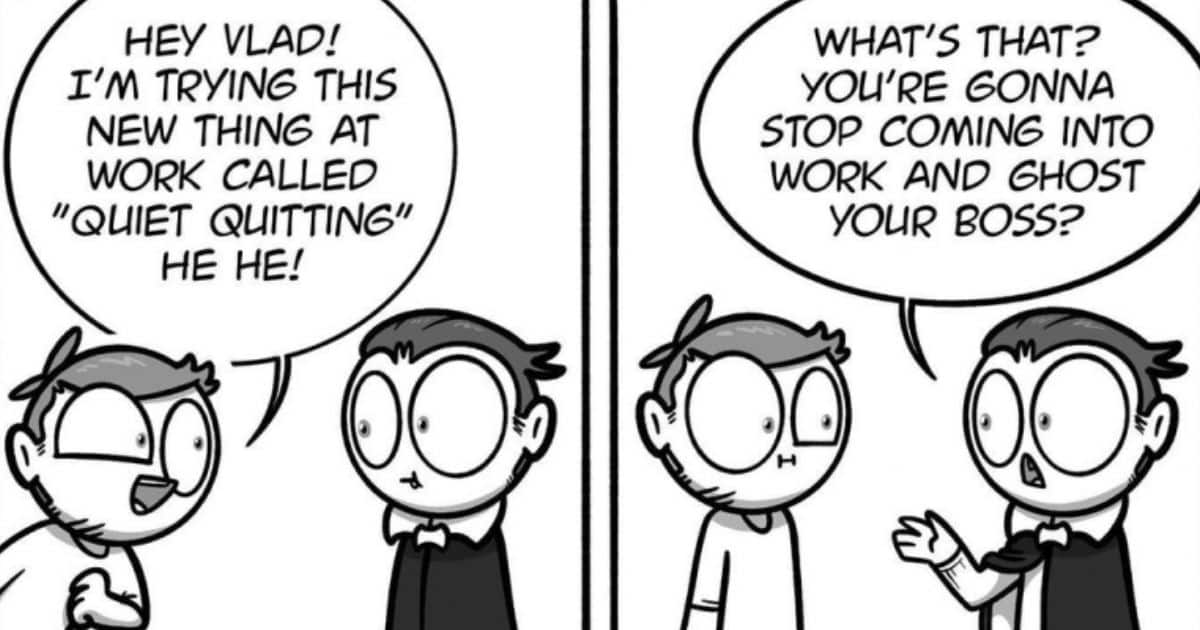 HEY VLAD!
I'M TRYING THIS
NEW THING AT
WORK CALLED
"QUIET QUITTING"
HE HE!
WHAT'S THAT?
YOU'RE GONNA
STOP COMING INTO
WORK AND GHOST
YOUR BOSS?